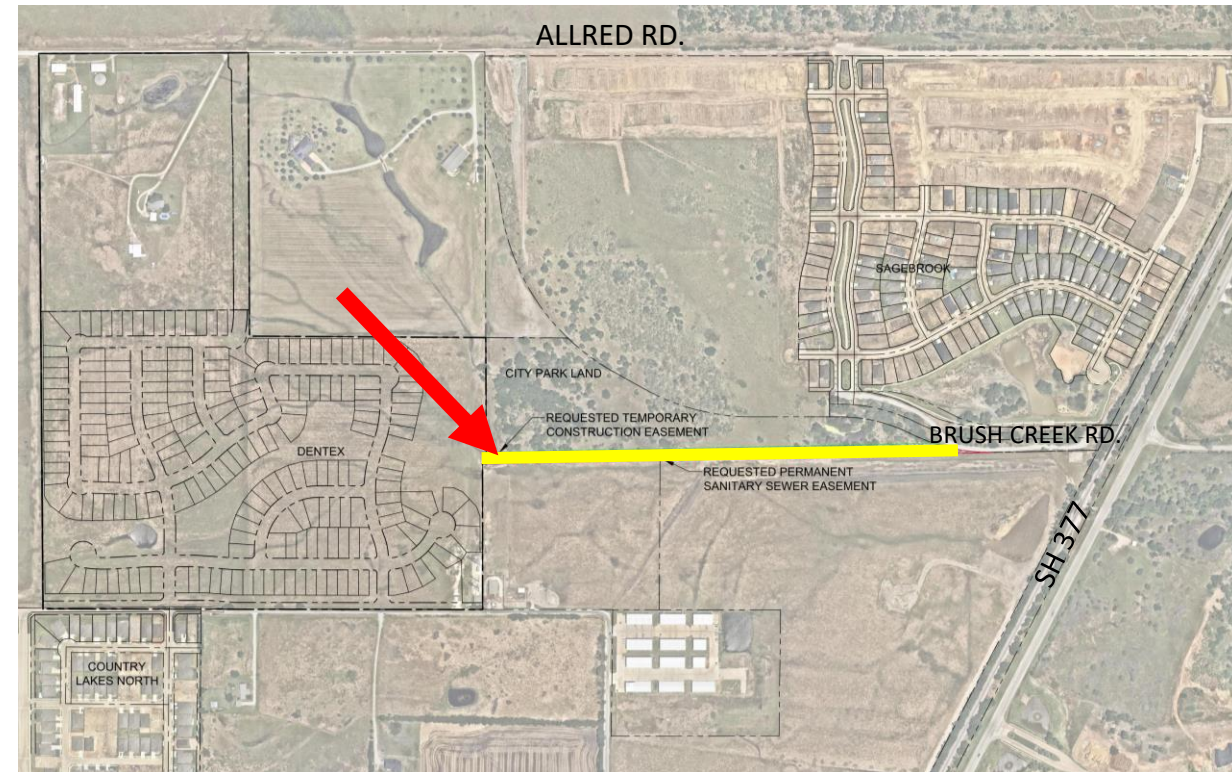 ALLRED RD.
SAGEBROOK
CITY PARK LAND
REQUESTED TEMPORARY
CONSTRUCTION EASEMENT
BRUSH CREEK RD.
DENTEX
REQUESTED PERMANENT
SANITARY SEWER EASEMENT
SH 377
COUNTRY
LAKES NORTH